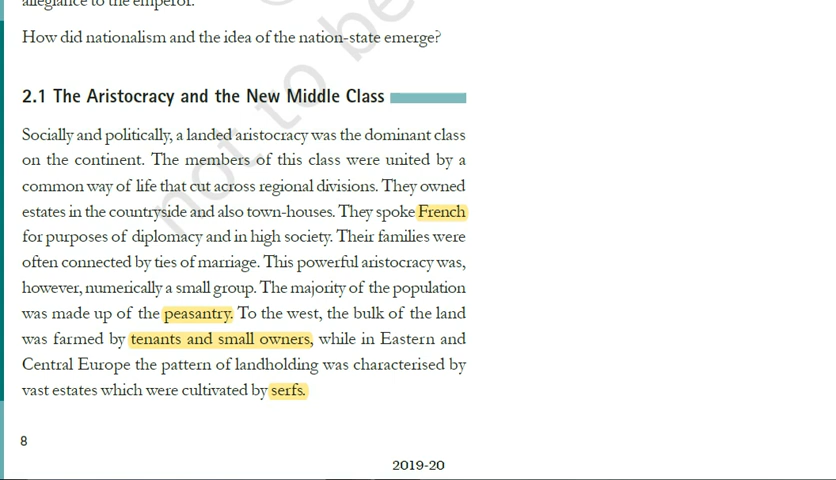 allegiance to the emperor.
How did nationalism and the idea of the nation-state emerge?
2.1 The Aristocracy and the New Middle Class
Socially and politically, a landed aristocracy was the dominant class
on the continent. The members of this class were united by a
common way of life that cut across regional divisions. They owned
estates in the countryside and also town-houses. They spoke French
for purposes of diplomacy and in high society. Their families were
often connected by ties of marriage. This powerful aristocracy was,
however, numerically a small group. The majority of the population
was made up of the peasantry. To the west, the bulk of the land
was farmed by tenants and small owners, while in Eastern and
Central Europe the pattern of landholding was characterised by
vast estates which were cultivated by serfs.
8
2019-20
not to be